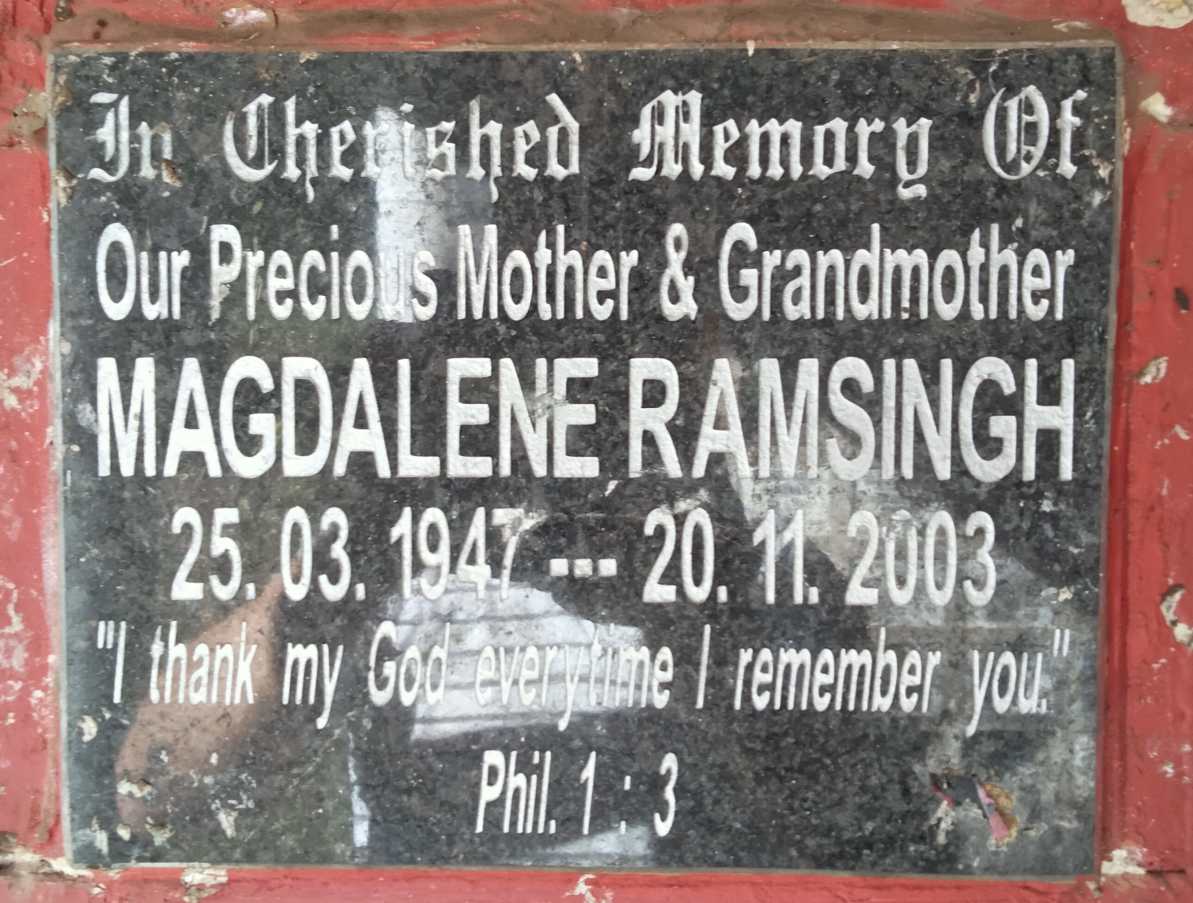 In Cherished Memory Of
Our Precious Mother & Grandmother
MAGDALENE RAMSINGH
25. 03. 1947 --- 20. 11. 2003
"I thank my God everytime I remember you."
Phil. 1 : 3